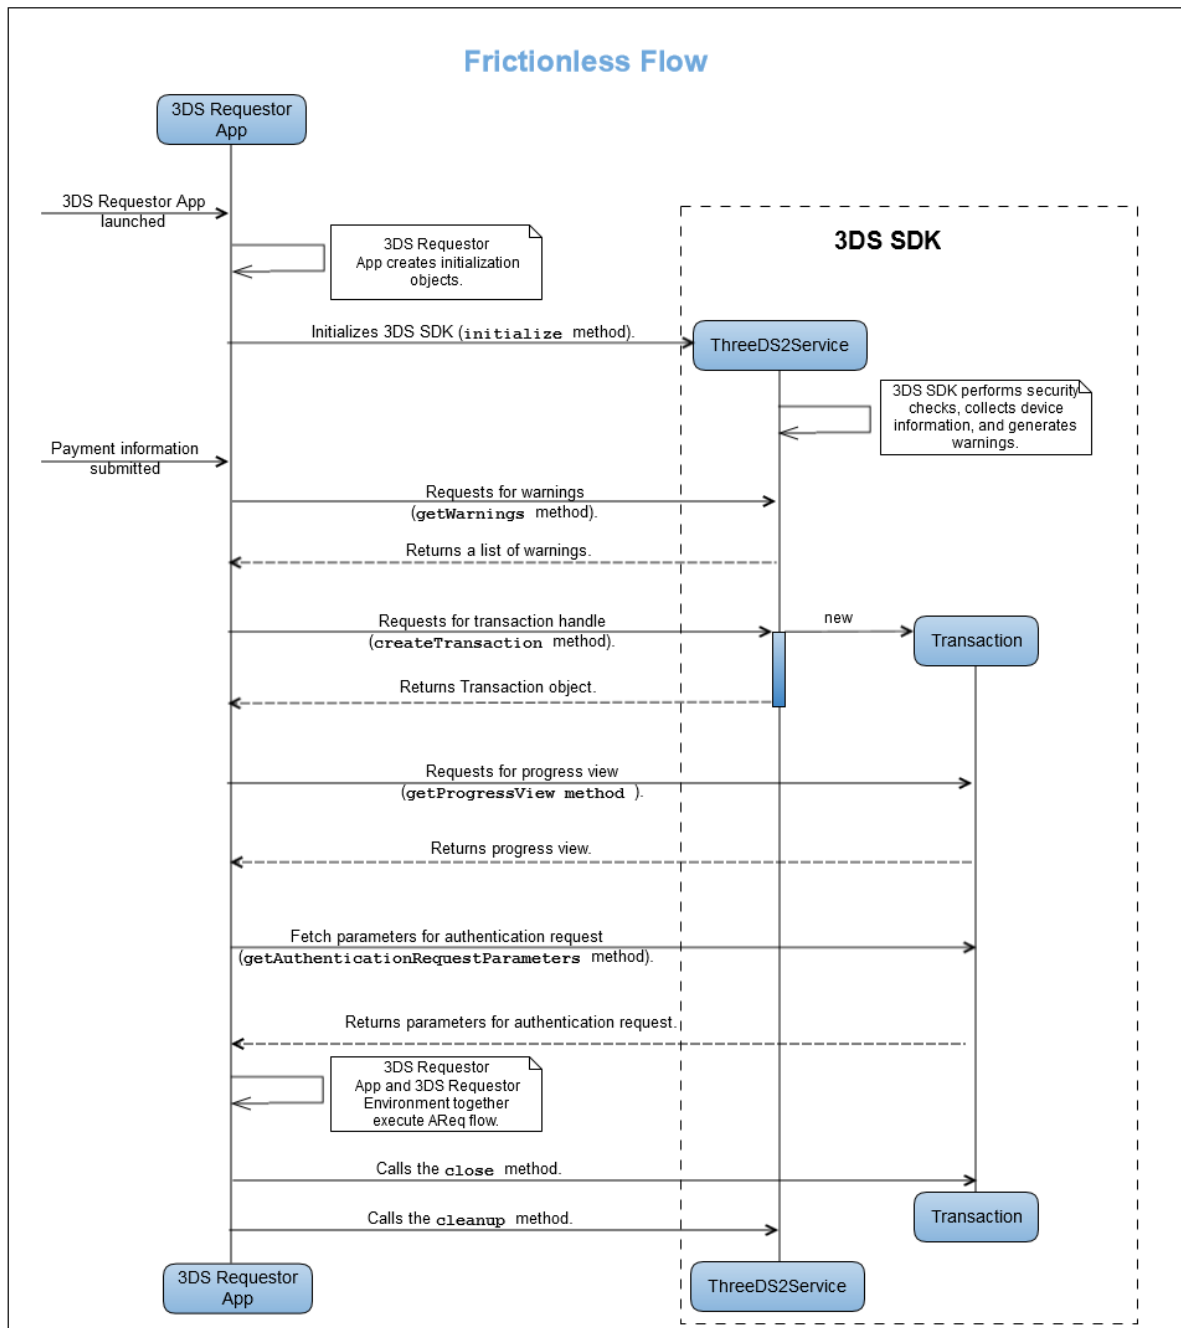 Frictionless Flow
3DS Requestor
App
3DS Requestor App
launched
3DS SDK
3DS Requestor
App creates initialization
objects.
Initializes 3DS SDK (initialize method).
ThreeDS2Service
3DS SDK performs security
checks, collects device
information, and generates
warnings.
Payment information
submitted
Requests for warnings
(getWarnings method).
Returns a list of warnings.
Requests for transaction handle
(createTransaction method).
new
Transaction
Returns Transaction object.
Requests for progress view
(getProgressView method ).
Returns progress view.
Fetch parameters for authentication request
(getAuthenticationRequestParameters method).
Returns parameters for authentication request.
3DS Requestor
App and 3DS Requestor
Environment together
execute AReq flow.
Calls the close method.
Calls the cleanup method.
Transaction
3DS Requestor
App
ThreeDS2Service